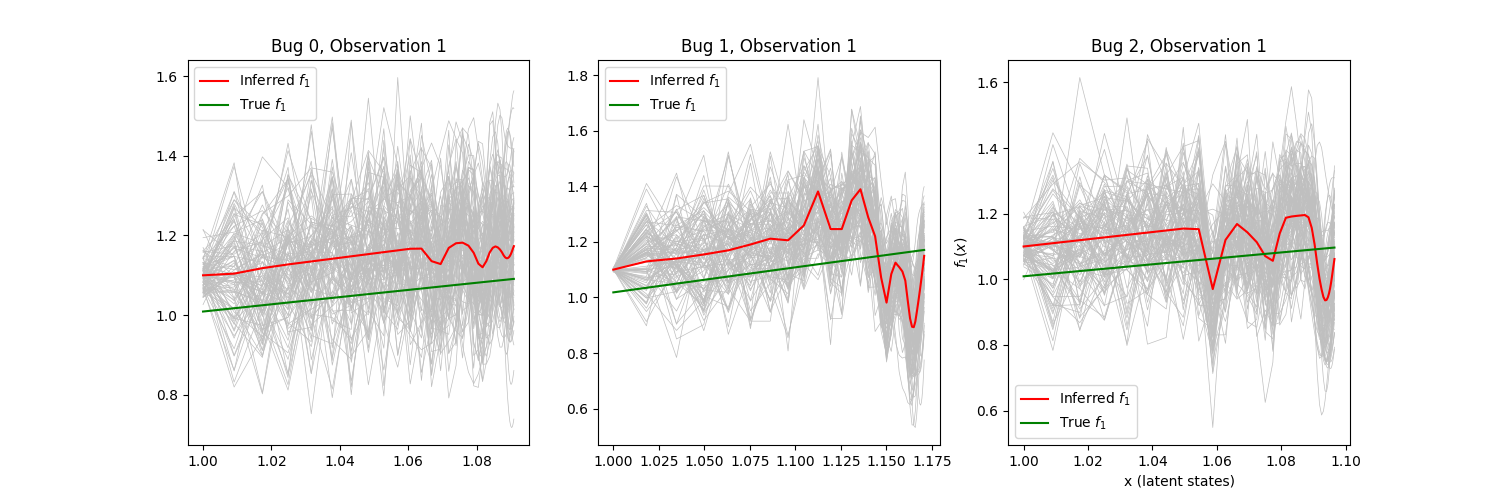 Bug 0, Observation 1
Inferred f₁
True f₁
1.6
1.4
1.2
1.0
0.8
1.00 1.02 1.04 1.06 1.08
Bug 1, Observation 1
Inferred f₁
True f₁
1.8
1.6
1.4
1.2
1.0
0.8
0.6
1.000 1.025 1.050 1.075 1.100 1.125 1.150 1.175
Bug 2, Observation 1
f₁(x)
1.6
1.4
1.2
1.0
0.8
0.6
Inferred f₁
True f₁
1.00 1.02 1.04 1.06 1.08 1.10
x (latent states)